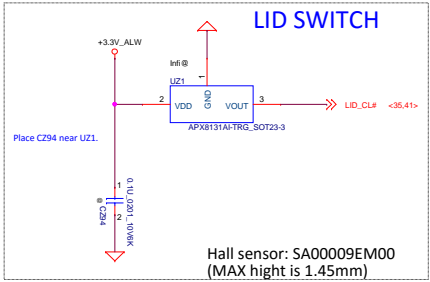 LID SWITCH
+3.3V_ALW
Infi@
UZ1
1
GND
2
VDD
VOUT
3
LID_CL# <35,41>
APX8131AI-TRG_SOT23-3
Place CZ94 near UZ1.
1
2
@ CZ94
0.1U_0201_10V6K
Hall sensor: SA00009EM00
(MAX hight is 1.45mm)